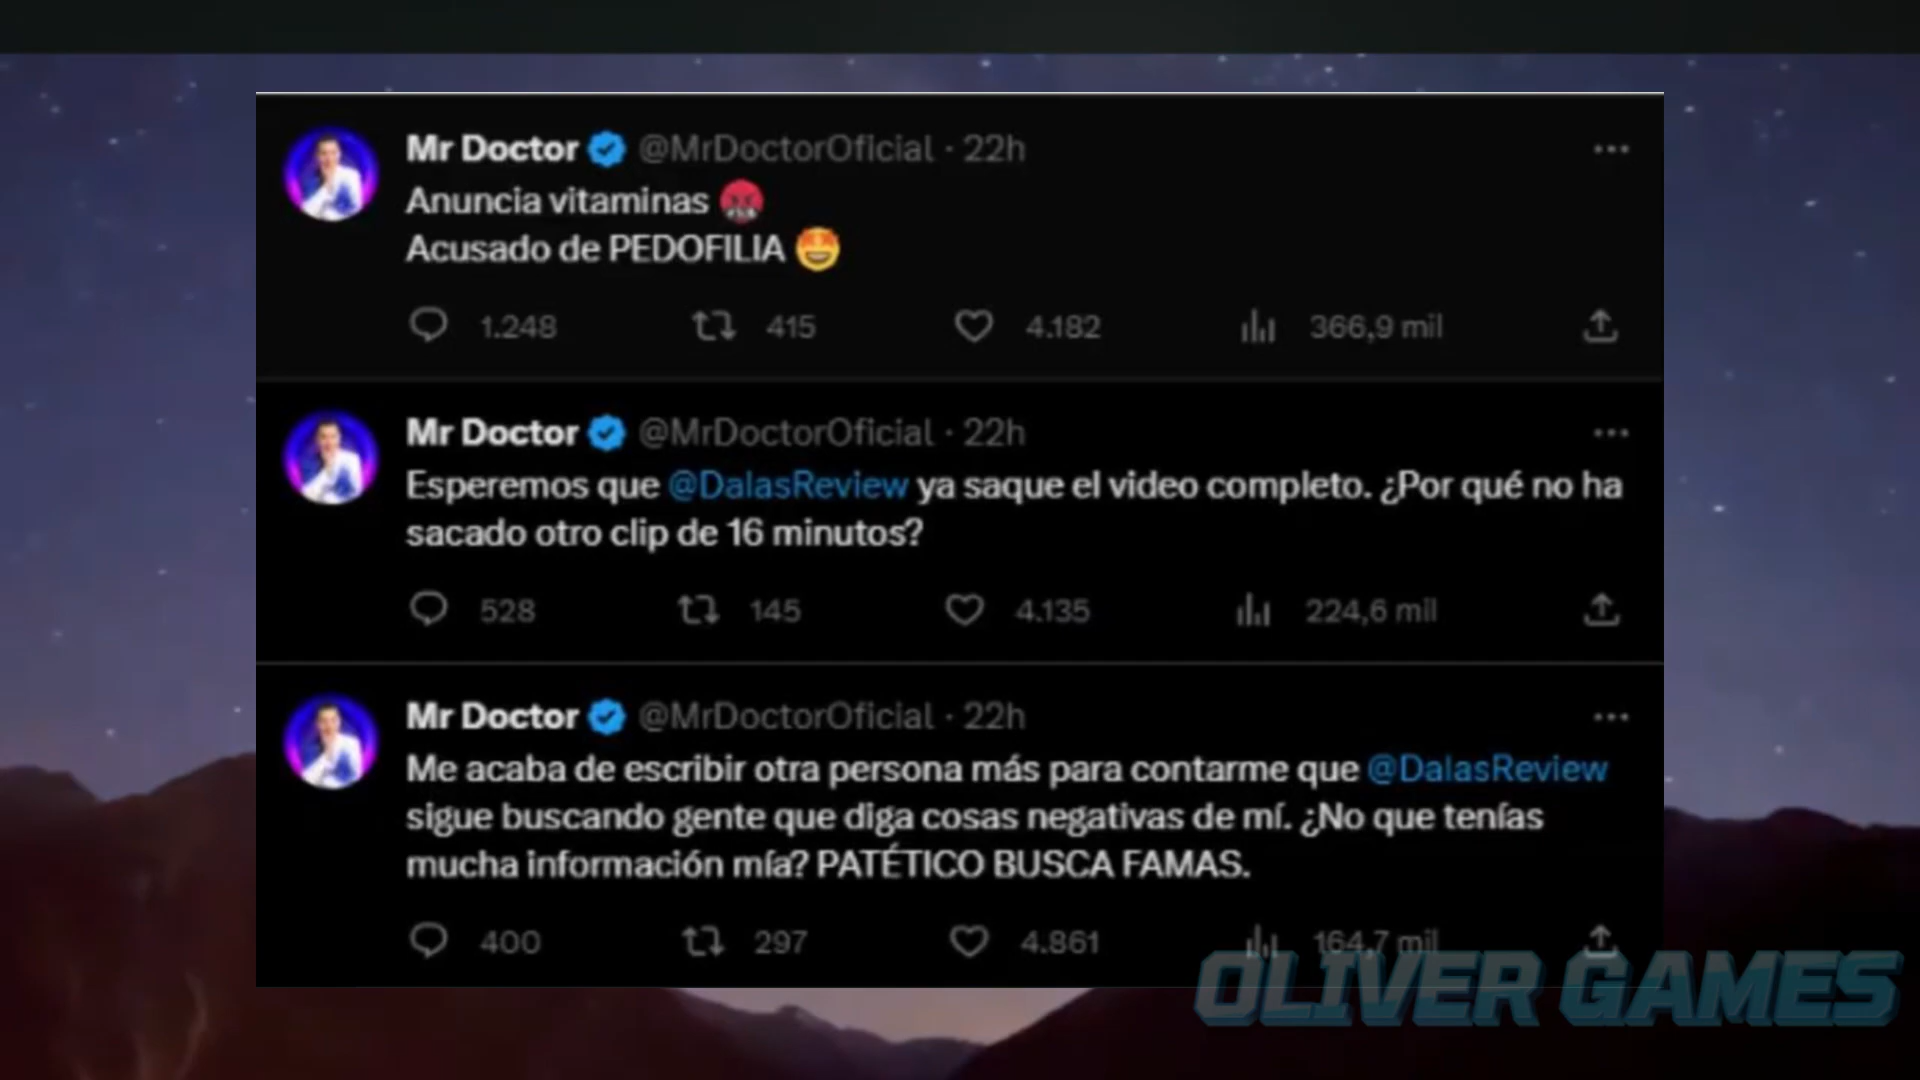 Mr Doctor @MrDoctorOficial · 22h
Anuncia vitaminas 🤬
Acusado de PEDOFILIA 🤩
1.248 415 4.182 366,9 mil
Mr Doctor @MrDoctorOficial · 22h
Esperemos que @DalasReview ya saque el video completo. ¿Por qué no ha
sacado otro clip de 16 minutos?
528 145 4.135 224,6 mil
Mr Doctor @MrDoctorOficial · 22h
Me acaba de escribir otra persona más para contarme que @DalasReview
sigue buscando gente que diga cosas negativas de mí. ¿No que tenías
mucha información mía? PATÉTICO BUSCA FAMAS.
400 297 4.861 164,7 mil
OLIVER GAMES